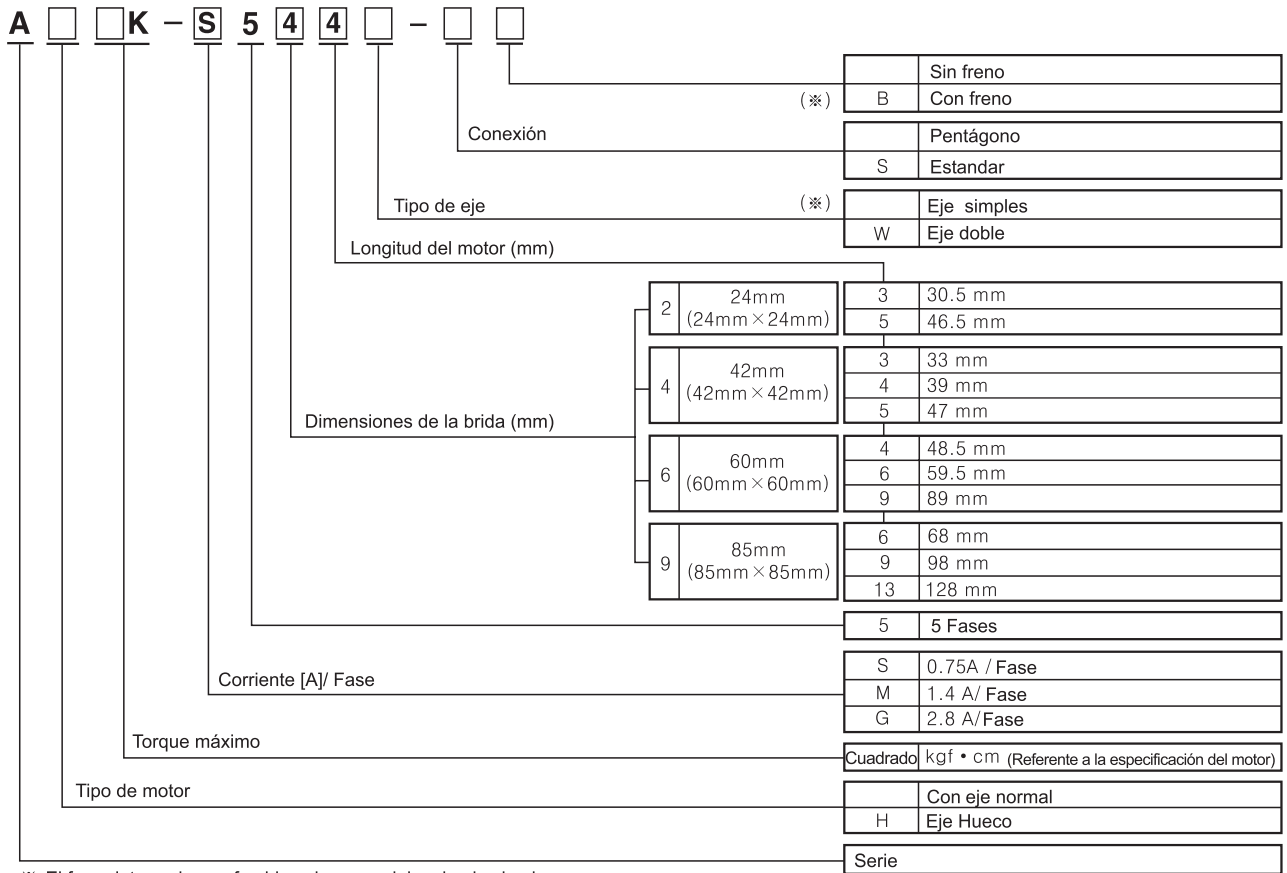 A □ □K - S 5 4 4 □ - □ □
Sin freno
(※) B Con freno
Conexión
Pentágono
S Estandar
Tipo de eje (※)
Eje simples
W Eje doble
Longitud del motor (mm)
2 24mm (24mm×24mm)
3 30.5 mm
5 46.5 mm
4 42mm (42mm×42mm)
3 33 mm
4 39 mm
5 47 mm
Dimensiones de la brida (mm)
6 60mm (60mm×60mm)
4 48.5 mm
6 59.5 mm
9 89 mm
9 85mm (85mm×85mm)
6 68 mm
9 98 mm
13 128 mm
5 5 Fases
Corriente [A]/ Fase
S 0.75A / Fase
M 1.4 A/ Fase
G 2.8 A/Fase
Torque máximo
Cuadrado kgf • cm (Referente a la especificación del motor)
Tipo de motor
Con eje normal
H Eje Hueco
Serie